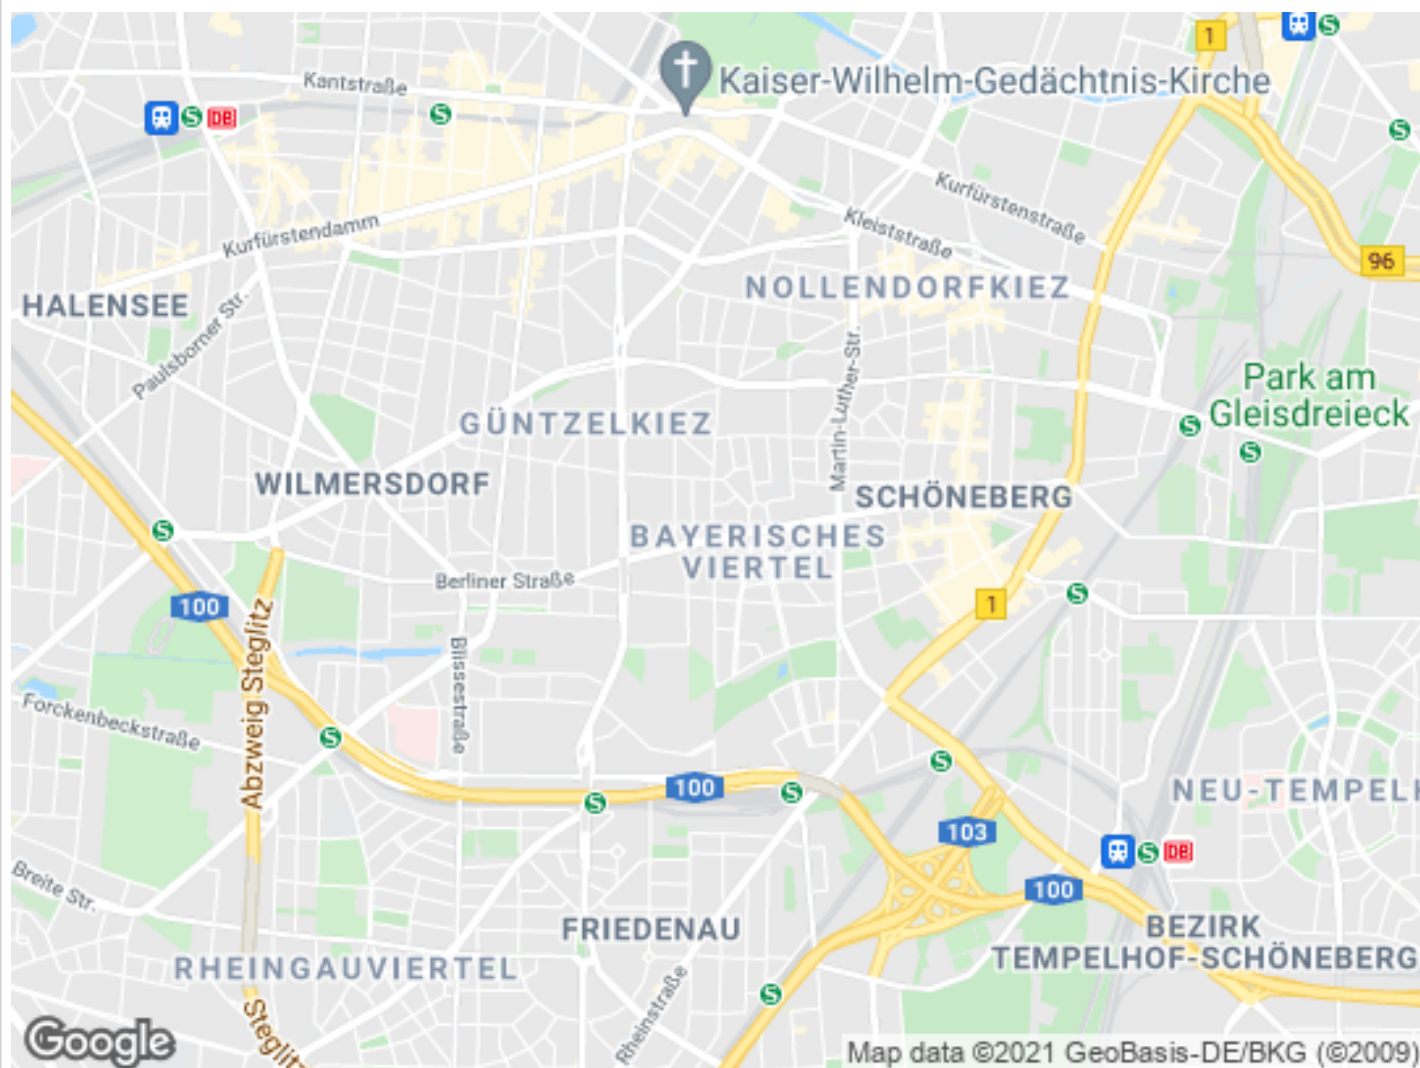 1
S
Kantstraße
Kaiser-Wilhelm-Gedächtnis-Kirche
S
S DB
S
Kurfürstenstraße
Kleiststraße
Kurfürstendamm
96
NOLLENDORFKIEZ
HALENSEE
Paulsborner Str.
Martin-Luther-Str.
Park am
Gleisdreieck
S
S
GÜNTZELKIEZ
WILMERSDORF
SCHÖNEBERG
S
BAYERISCHES
VIERTEL
Berliner Straße
100
1
S
Abzweig Steglitz
Blissestraße
Forckenbeckstraße
S
S
100
S
S
NEU-TEMPELH
103
S DB
100
Breite Str.
FRIEDENAU
BEZIRK
TEMPELHOF-SCHÖNEBERG
RHEINGAUVIERTEL
S
Rheinstraße
Steglitz
Google
Map data ©2021 GeoBasis-DE/BKG (©2009)